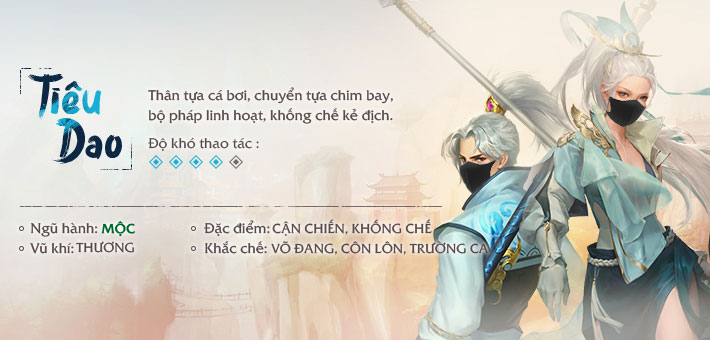 Tiêu
Dao
Thân tựa cá bơi, chuyển tựa chim bay,
bộ pháp linh hoạt, khống chế kẻ địch.
Độ khó thao tác :
Ngũ hành: MỘC
Đặc điểm: CẬN CHIẾN, KHỐNG CHẾ
Vũ khí: THƯƠNG
Khắc chế: VÕ ĐANG, CÔN LÔN, TRƯỜNG CA